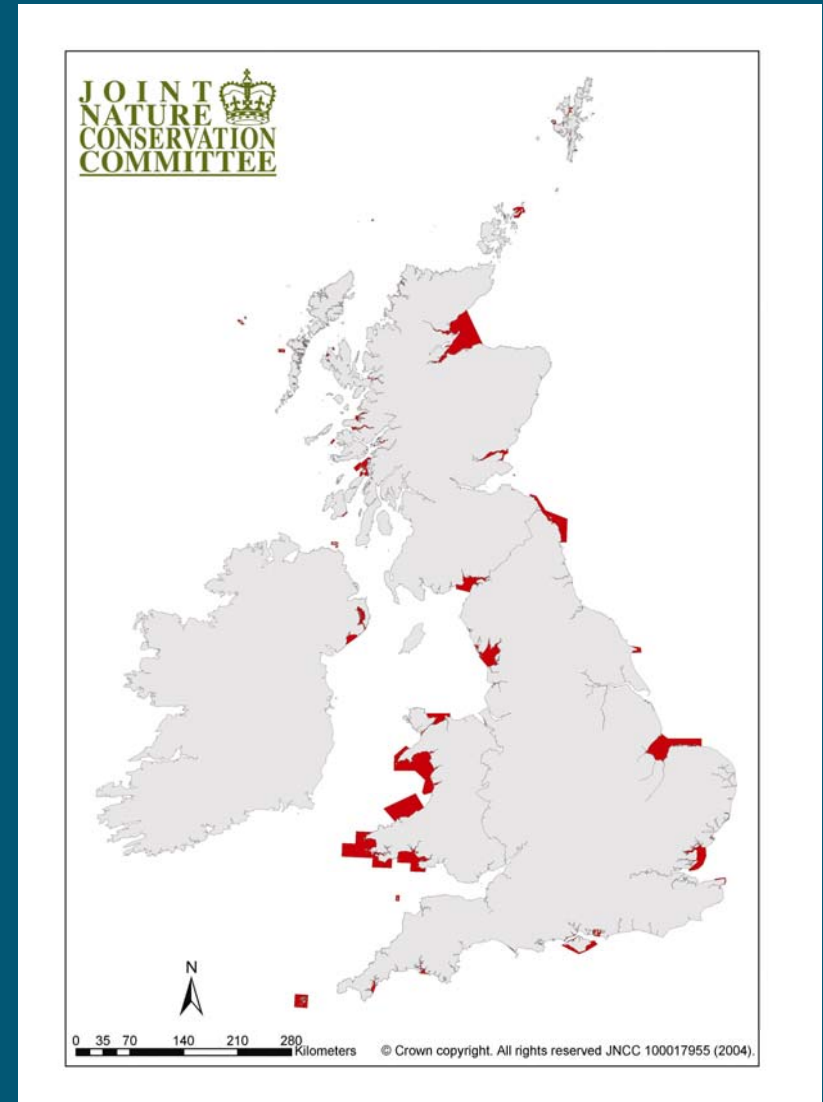 JOINT
NATURE
CONSERVATION
COMMITTEE
N
0 35 70 140 210 280
Kilometers
© Crown copyright. All rights reserved JNCC 100017955 (2004).